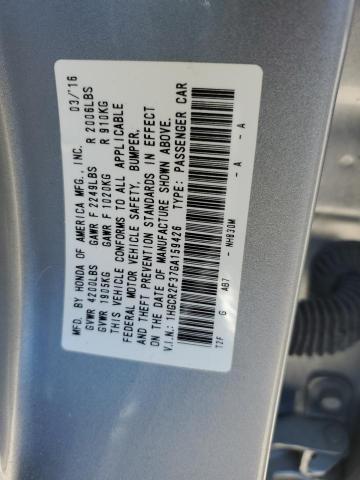 MFD. BY HONDA OF AMERICA MFG., INC. 03/'16
GVWR 4200LBS GAWR F 2249LBS R 2006LBS
GVWR 1905KG GAWR F 1020KG R 910KG
THIS VEHICLE CONFORMS TO ALL APPLICABLE
FEDERAL MOTOR VEHICLE SAFETY, BUMPER,
AND THEFT PREVENTION STANDARDS IN EFFECT
ON THE DATE OF MANUFACTURE SHOWN ABOVE.
V.I.N.: 1HGCR2F37GA159426 TYPE: PASSENGER CAR
T2F G AB7 - NH830M - A - A